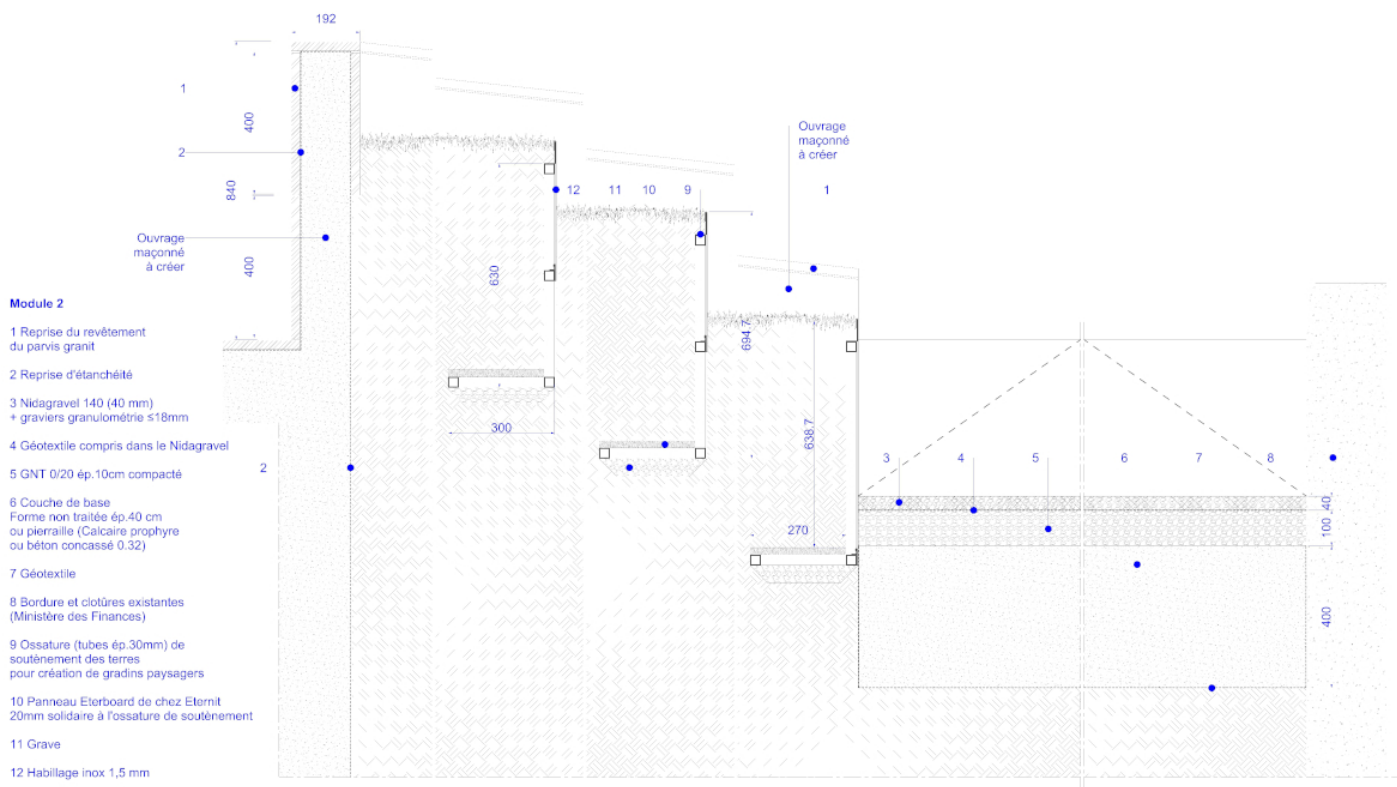 192
1
400
2
840
Ouvrage
maçonné
à créer
400
Module 2
1 Reprise du revêtement
du parvis granit
2 Reprise d'étanchéité
3 Nidagravel 140 (40 mm)
+ graviers granulométrie ≤18mm
4 Géotextile compris dans le Nidagravel
5 GNT 0/20 ép.10cm compacté
6 Couche de base
Forme non traitée ép.40 cm
ou pierraille (Calcaire prophyre
ou béton concassé 0.32)
7 Géotextile
8 Bordure et clotûres existantes
(Ministère des Finances)
9 Ossature (tubes ép.30mm) de
soutènement des terres
pour création de gradins paysagers
10 Panneau Eterboard de chez Eternit
20mm solidaire à l'ossature de soutènement
11 Grave
12 Habillage inox 1,5 mm
2
630
300
12 11 10 9
Ouvrage
maçonné
à créer
1
694.7
638.7
270
3 4 5 6 7 8
40
100
400